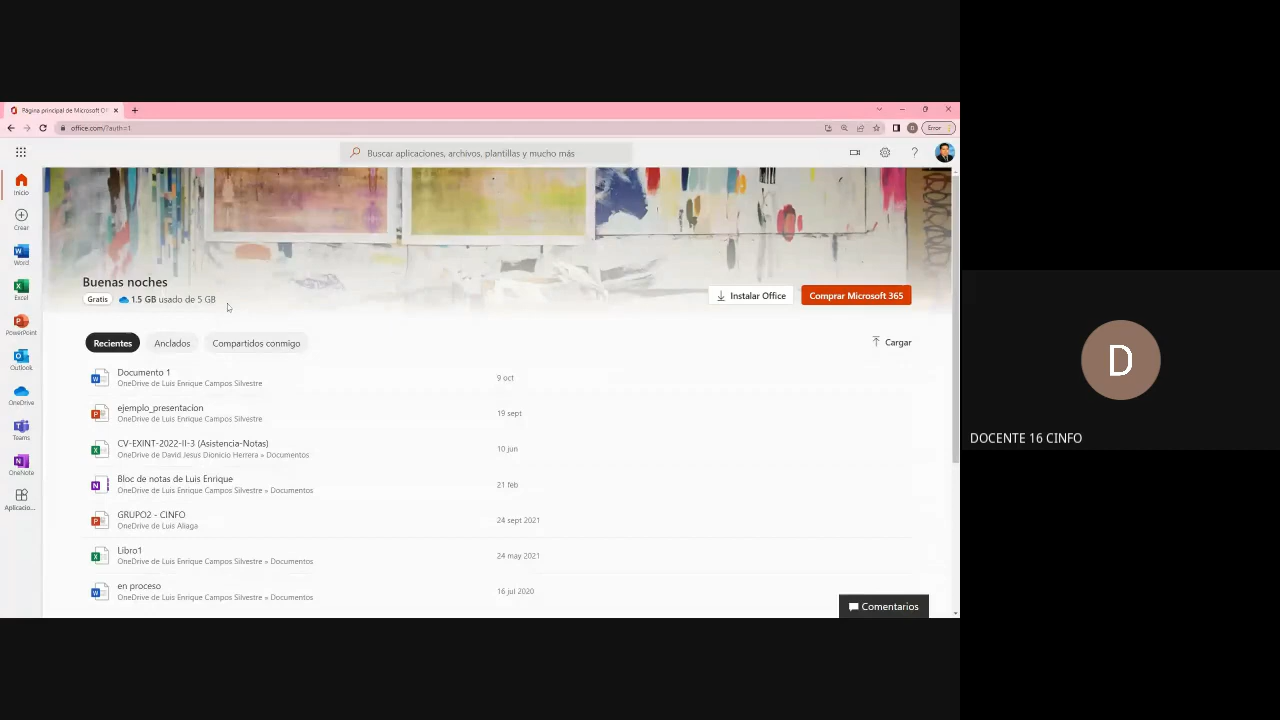 Página principal de Microsoft Of
office.com/?auth=1
Error
Buscar aplicaciones, archivos, plantillas y mucho más
Inicio
Crear
Word
Excel
PowerPoint
Outlook
OneDrive
Teams
OneNote
Aplicacio...
Buenas noches
Gratis
1.5 GB usado de 5 GB
Instalar Office
Comprar Microsoft 365
Recientes
Anclados
Compartidos conmigo
Cargar
Documento 1
OneDrive de Luis Enrique Campos Silvestre
9 oct
ejemplo_presentacion
OneDrive de Luis Enrique Campos Silvestre
19 sept
CV-EXINT-2022-II-3 (Asistencia-Notas)
OneDrive de David Jesus Dionicio Herrera » Documentos
10 jun
Bloc de notas de Luis Enrique
OneDrive de Luis Enrique Campos Silvestre » Documentos
21 feb
GRUPO2 - CINFO
OneDrive de Luis Aliaga
24 sept 2021
Libro1
OneDrive de Luis Enrique Campos Silvestre » Documentos
24 may 2021
en proceso
OneDrive de Luis Enrique Campos Silvestre » Documentos
16 jul 2020
Comentarios
D
DOCENTE 16 CINFO